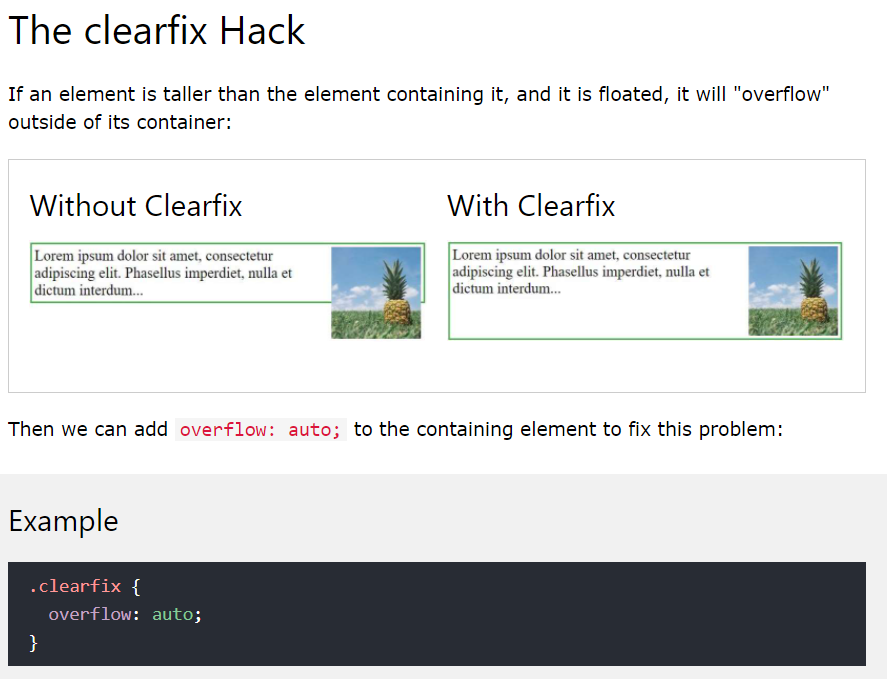 The clearfix Hack
If an element is taller than the element containing it, and it is floated, it will "overflow"
outside of its container:
Without Clearfix
Lorem ipsum dolor sit amet, consectetur
adipiscing elit. Phasellus imperdiet, nulla et
dictum interdum...
With Clearfix
Lorem ipsum dolor sit amet, consectetur
adipiscing elit. Phasellus imperdiet, nulla et
dictum interdum...
Then we can add overflow: auto; to the containing element to fix this problem:
Example
.clearfix {
  overflow: auto;
}